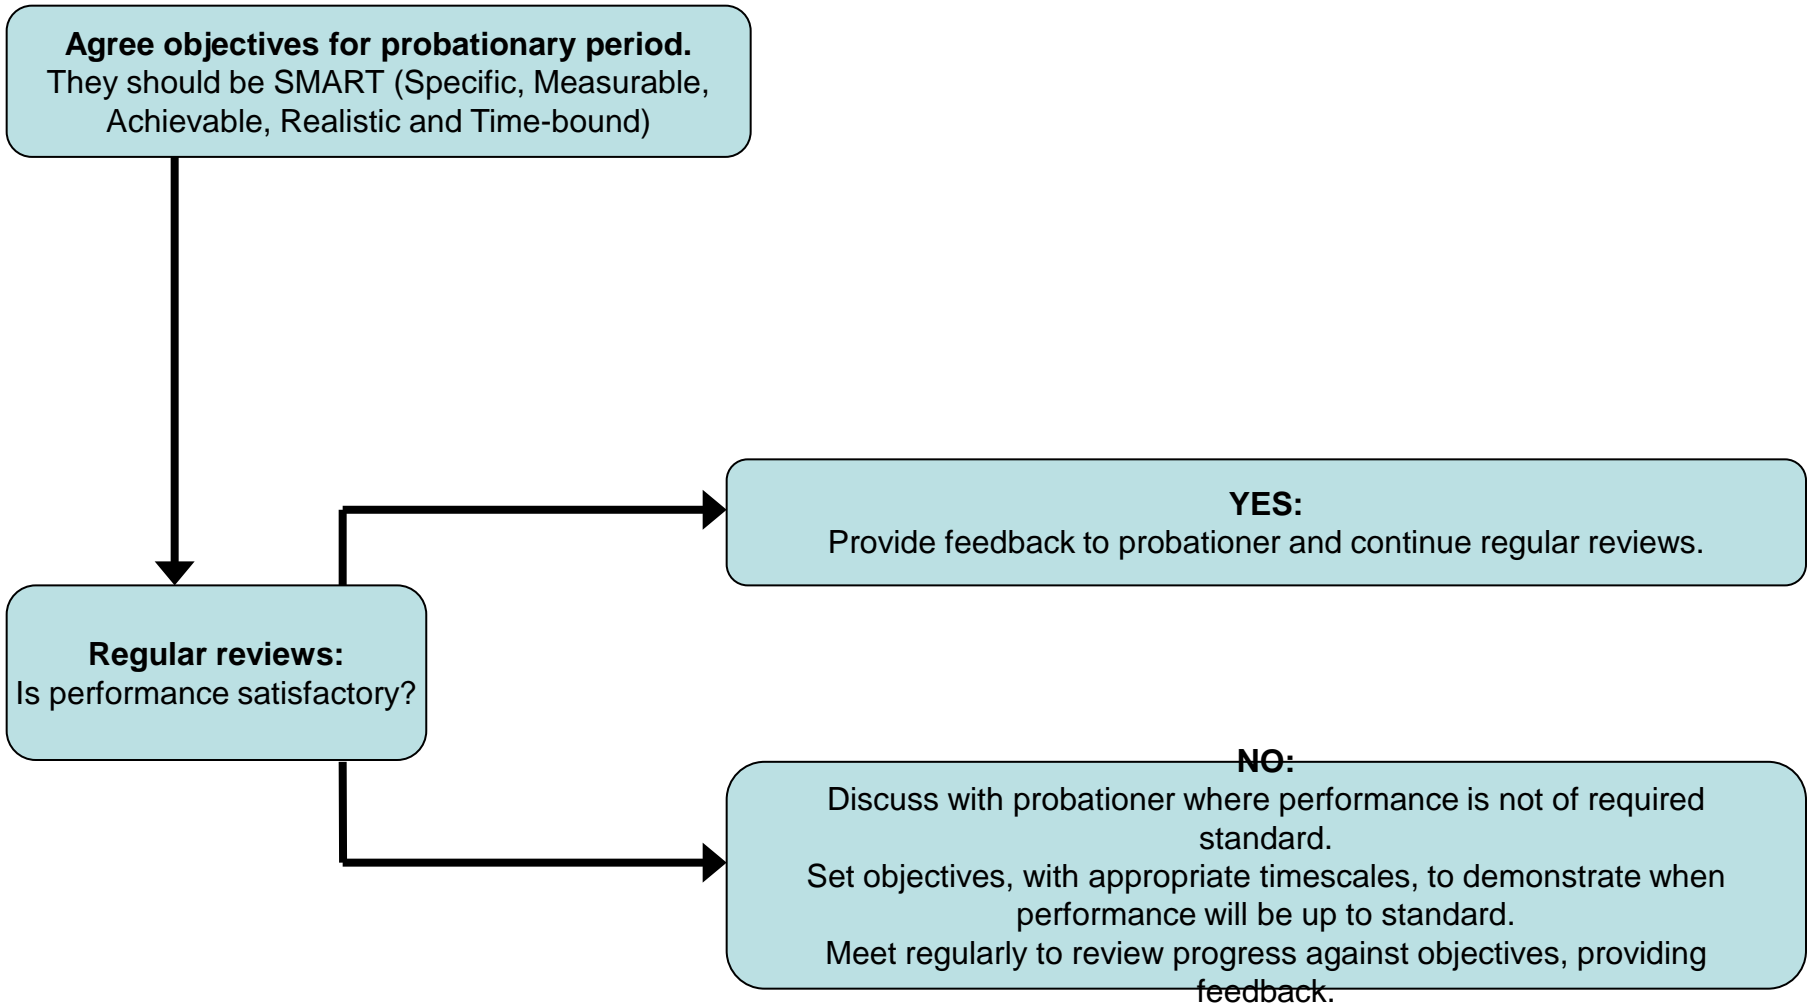 Agree objectives for probationary period.
They should be SMART (Specific, Measurable,
Achievable, Realistic and Time-bound)
YES:
Provide feedback to probationer and continue regular reviews.
Regular reviews:
Is performance satisfactory?
NO:
Discuss with probationer where performance is not of required
standard.
Set objectives, with appropriate timescales, to demonstrate when
performance will be up to standard.
Meet regularly to review progress against objectives, providing
feedback.